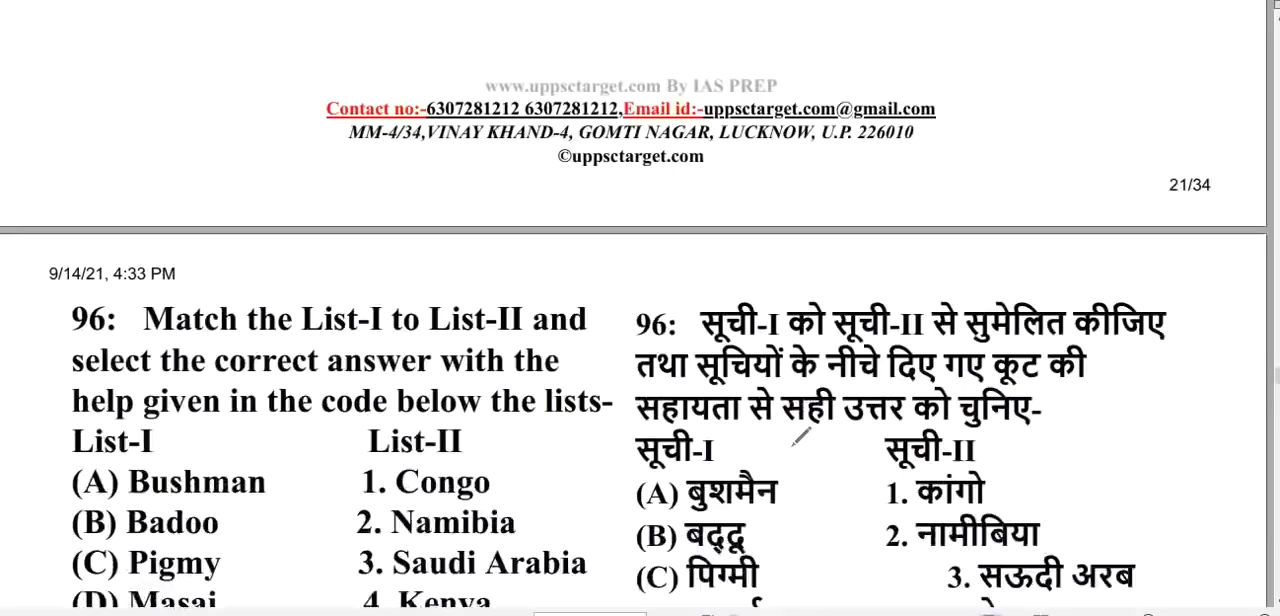 www.uppsctarget.com By IAS PREP
Contact no:-6307281212 6307281212,Email id:-uppsctarget.com@gmail.com
MM-4/34,VINAY KHAND-4, GOMTI NAGAR, LUCKNOW, U.P. 226010
©uppsctarget.com
21/34
9/14/21, 4:33 PM
96: Match the List-I to List-II and
select the correct answer with the
help given in the code below the lists-
List-I List-II
(A) Bushman 1. Congo
(B) Badoo 2. Namibia
(C) Pigmy 3. Saudi Arabia
(D) Masai 4. Kenya
96: सूची-I को सूची-II से सुमेलित कीजिए
तथा सूचियों के नीचे दिए गए कूट की
सहायता से सही उत्तर को चुनिए-
सूची-I सूची-II
(A) बुशमैन 1. कांगो
(B) बद्दू 2. नामीबिया
(C) पिग्मी 3. सऊदी अरब